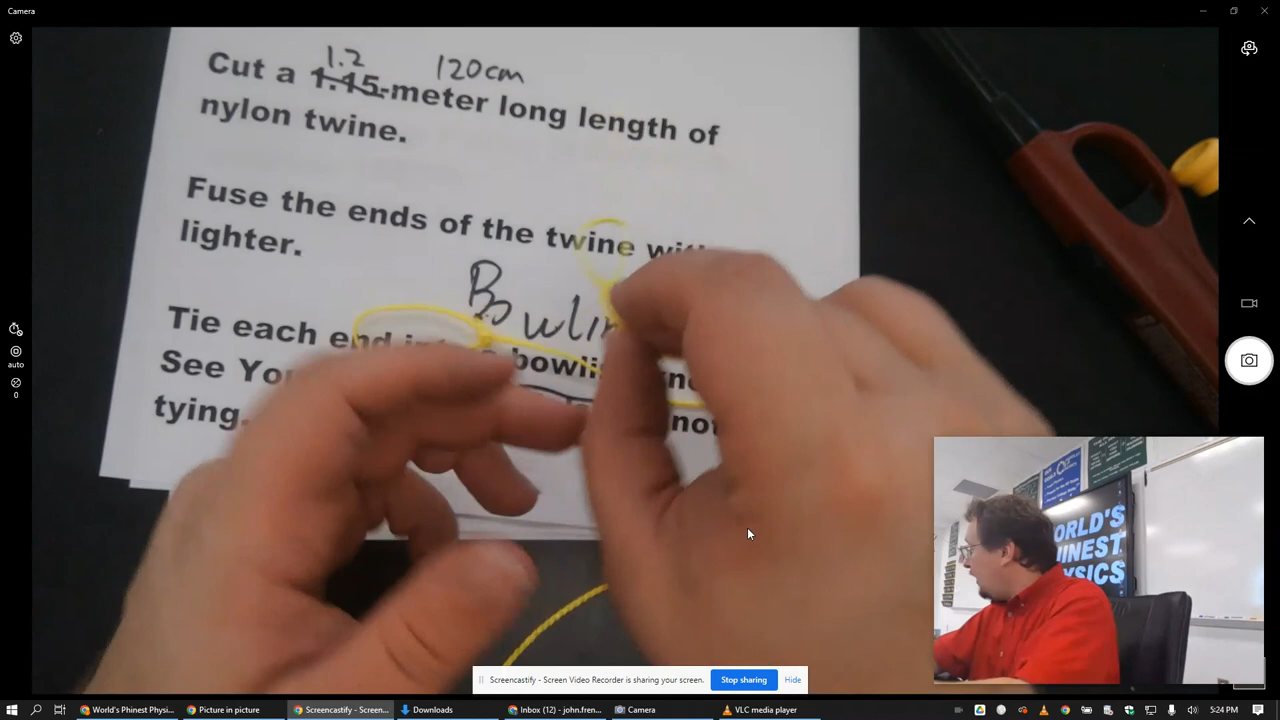 Camera
1.2 120cm
Cut a 1.15-meter long length of
nylon twine.
Fuse the ends of the twine
lighter.
Tie each end
See
tying.
WORLD'S
PHYSICS
auto
0
Screencastify - Screen Video Recorder is sharing your screen. Stop sharing Hide
World's Phinest Physi... Picture in picture Screencastify - Screen... Downloads Inbox (12) - john.fren... Camera VLC media player 5:24 PM